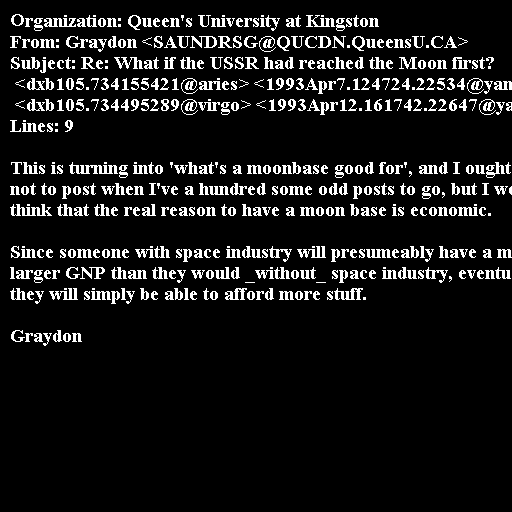 Organization: Queen's University at Kingston
From: Graydon <SAUNDRSG@QUCDN.QueensU.CA>
Subject: Re: What if the USSR had reached the Moon first?
<dxb105.734155421@aries> <1993Apr7.124724.22534@yan
<dxb105.734495289@virgo> <1993Apr12.161742.22647@ya
Lines: 9

This is turning into 'what's a moonbase good for', and I ought
not to post when I've a hundred some odd posts to go, but I wo
think that the real reason to have a moon base is economic.

Since someone with space industry will presumeably have a m
larger GNP than they would _without_ space industry, eventu
they will simply be able to afford more stuff.

Graydon